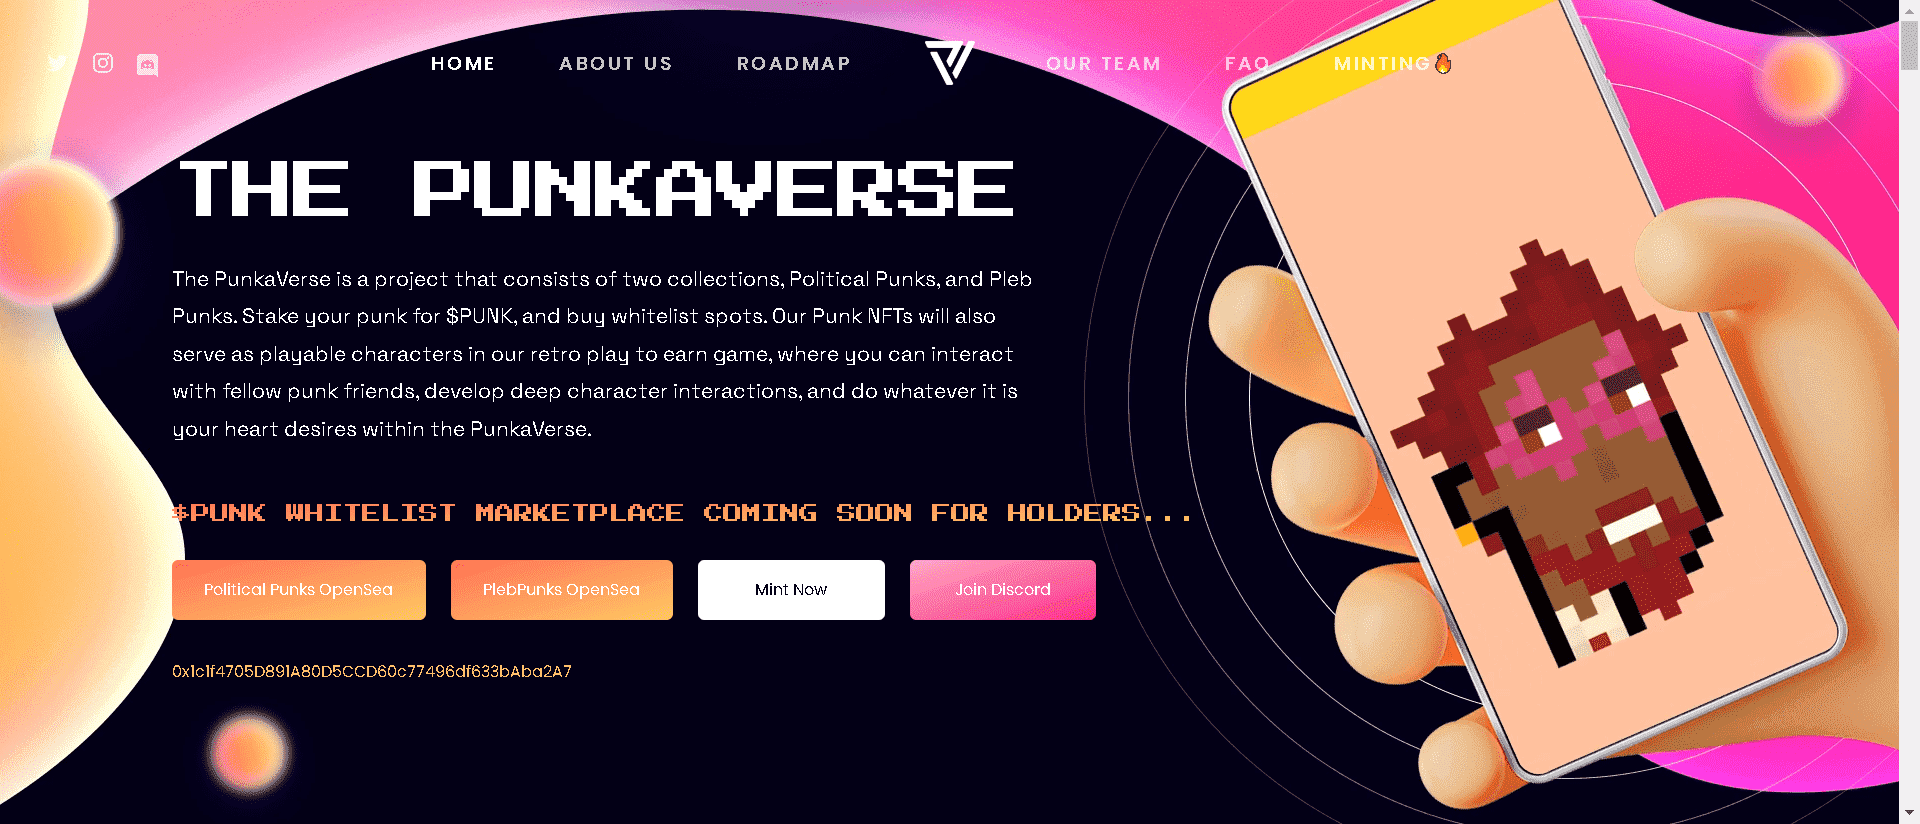 HOME ABOUT US ROADMAP OUR TEAM FAQ MINTING🔥
THE PUNKAVERSE
The PunkaVerse is a project that consists of two collections, Political Punks, and Pleb
Punks. Stake your punk for $PUNK, and buy whitelist spots. Our Punk NFTs will also
serve as playable characters in our retro play to earn game, where you can interact
with fellow punk friends, develop deep character interactions, and do whatever it is
your heart desires within the PunkaVerse.
$PUNK WHITELIST MARKETPLACE COMING SOON FOR HOLDERS...
Political Punks OpenSea PlebPunks OpenSea Mint Now Join Discord
0x1c1f4705D891A80D5CCD60c77496df633bAba2A7